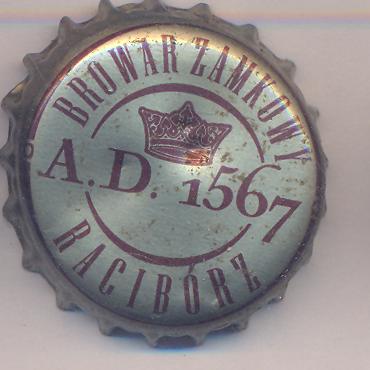 BROWAR ZAMKOWY
A.D. 1567
RACIBÓRZ